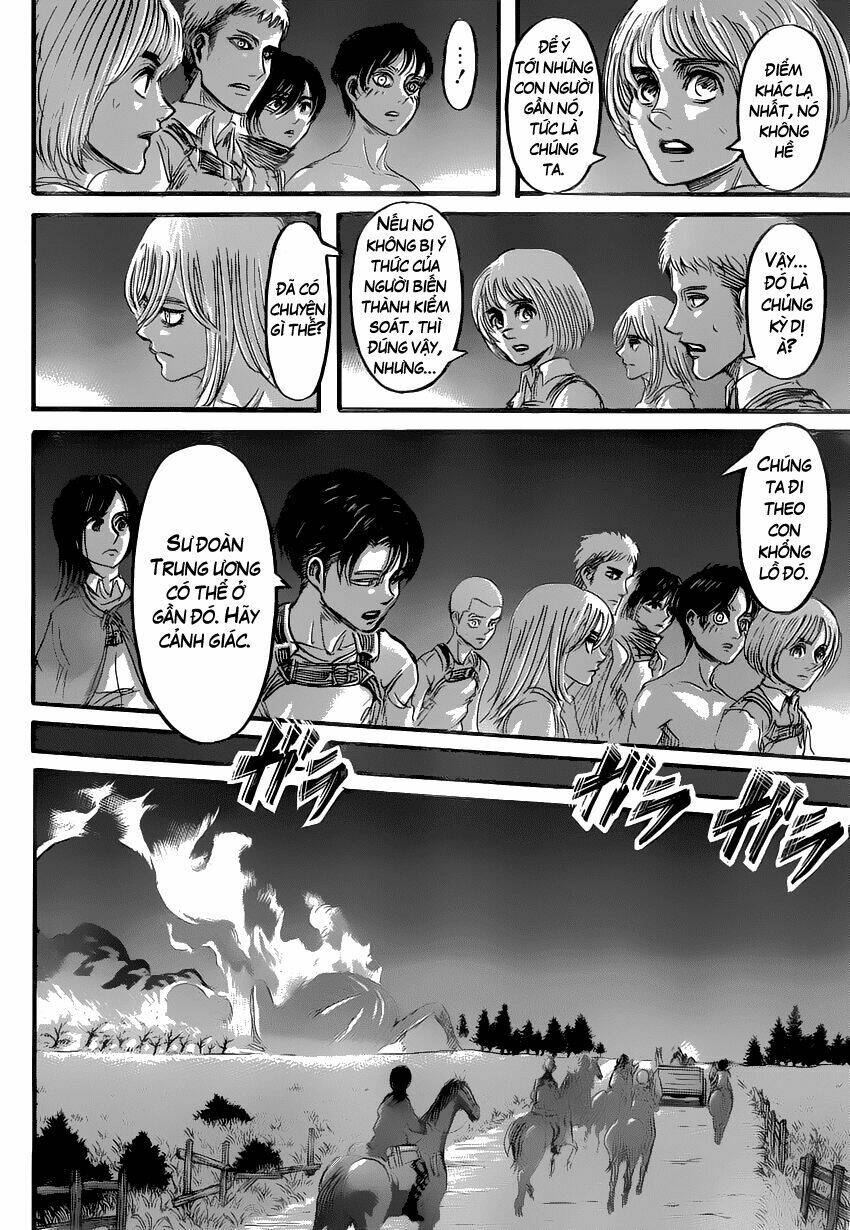 ĐIỂM
KHÁC LẠ
NHẤT, NÓ
KHÔNG
HỀ
ĐỂ Ý
TỚI NHỮNG
CON NGƯỜI
GẦN NÓ,
TỨC LÀ
CHÚNG
TA.
...!
VẬY...
ĐÓ LÀ
CHỦNG
KỲ DỊ
À?
NẾU NÓ
KHÔNG BỊ Ý
THỨC CỦA
NGƯỜI BIẾN
THÀNH KIỂM
SOÁT, THÌ
ĐÚNG VẬY,
NHƯNG...
ĐÃ CÓ
CHUYỆN
GÌ THẾ?
CHÚNG
TA ĐI
THEO
CON
KHỔNG
LỒ ĐÓ.
SƯ ĐOÀN
TRUNG ƯƠNG
CÓ THỂ Ở
GẦN ĐÓ. HÃY
CẢNH GIÁC.
ガラ
ガラ
ガラ